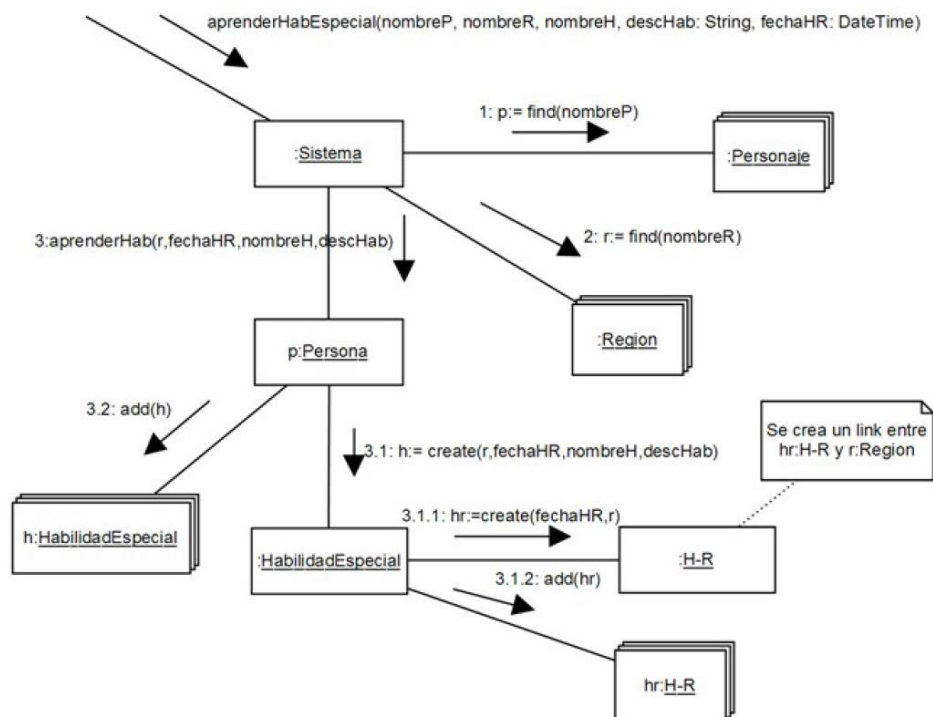 aprenderHabEspecial(nombreP, nombreR, nombreH, descHab: String, fechaHR: DateTime)
1: p:= find(nombreP)
:Sistema
:Personaje
3:aprenderHab(r,fechaHR,nombreH,descHab)
2: r:= find(nombreR)
:Region
p:Persona
3.2: add(h)
3.1: h:= create(r,fechaHR,nombreH,descHab)
Se crea un link entre
hr:H-R y r:Region
h:HabilidadEspecial
:HabilidadEspecial
3.1.1: hr:=create(fechaHR,r)
:H-R
3.1.2: add(hr)
hr:H-R